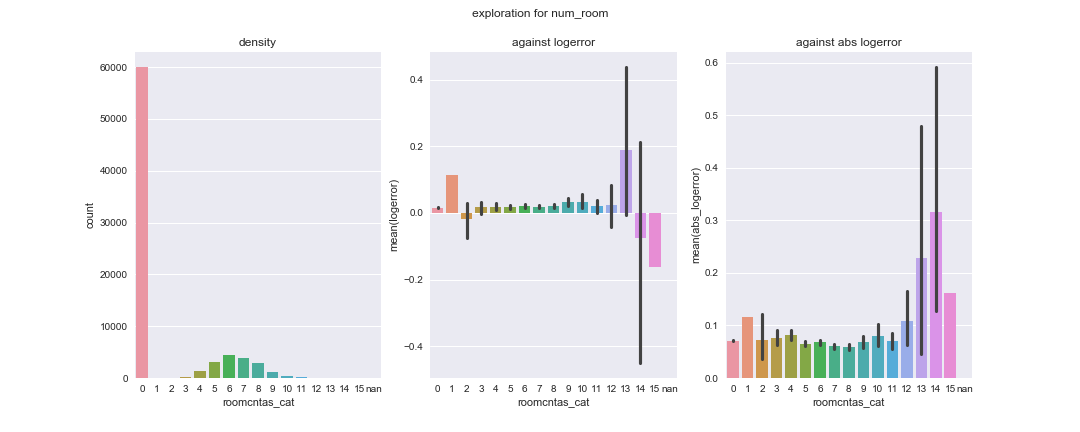 exploration for num_room
density
60000
50000
40000
30000
20000
10000
0
count
0 1 2 3 4 5 6 7 8 9 10 11 12 13 14 15 nan
roomcntas_cat
against logerror
0.4
0.2
0.0
−0.2
−0.4
mean(logerror)
0 1 2 3 4 5 6 7 8 9 10 11 12 13 14 15 nan
roomcntas_cat
against abs logerror
0.6
0.5
0.4
0.3
0.2
0.1
0.0
mean(abs_logerror)
0 1 2 3 4 5 6 7 8 9 10 11 12 13 14 15 nan
roomcntas_cat